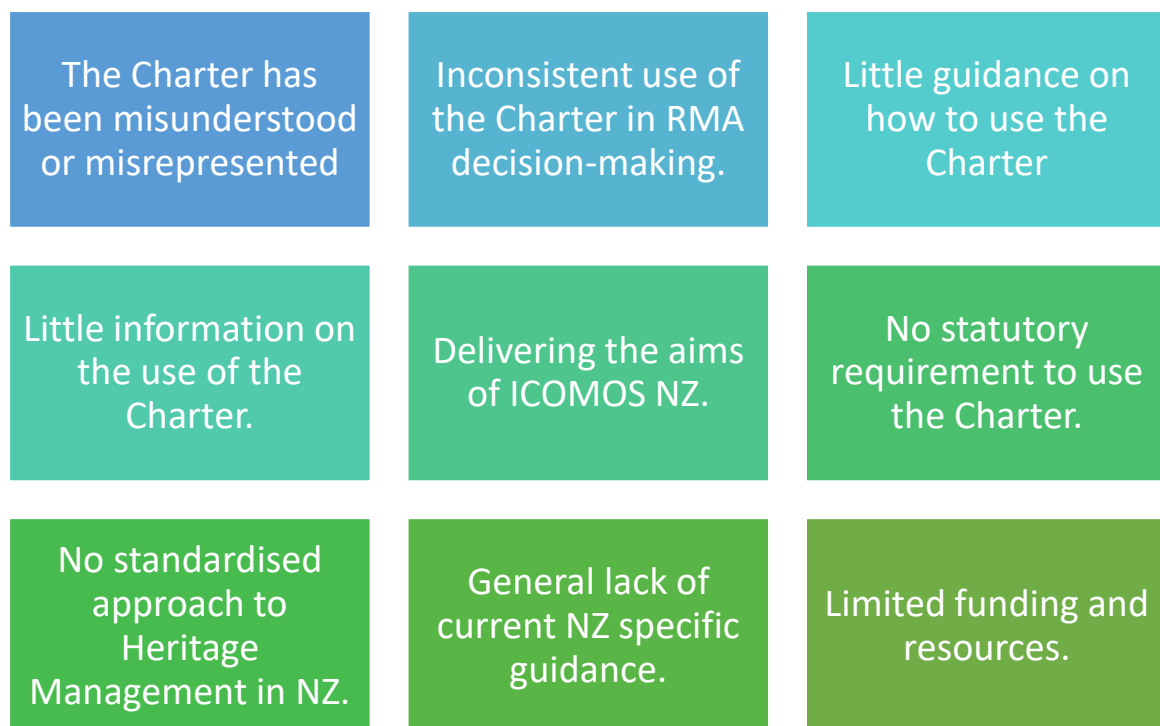 The Charter has
been misunderstood
or misrepresented
Inconsistent use of
the Charter in RMA
decision-making.
Little guidance on
how to use the
Charter
Little information on
the use of the
Charter.
Delivering the aims
of ICOMOS NZ.
No statutory
requirement to use
the Charter.
No standardised
approach to
Heritage
Management in NZ.
General lack of
current NZ specific
guidance.
Limited funding and
resources.